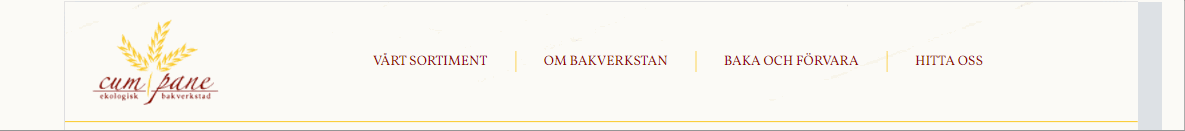 cum pane
ekologisk bakverkstad
VÅRT SORTIMENT
OM BAKVERKSTAN
BAKA OCH FÖRVARA
HITTA OSS